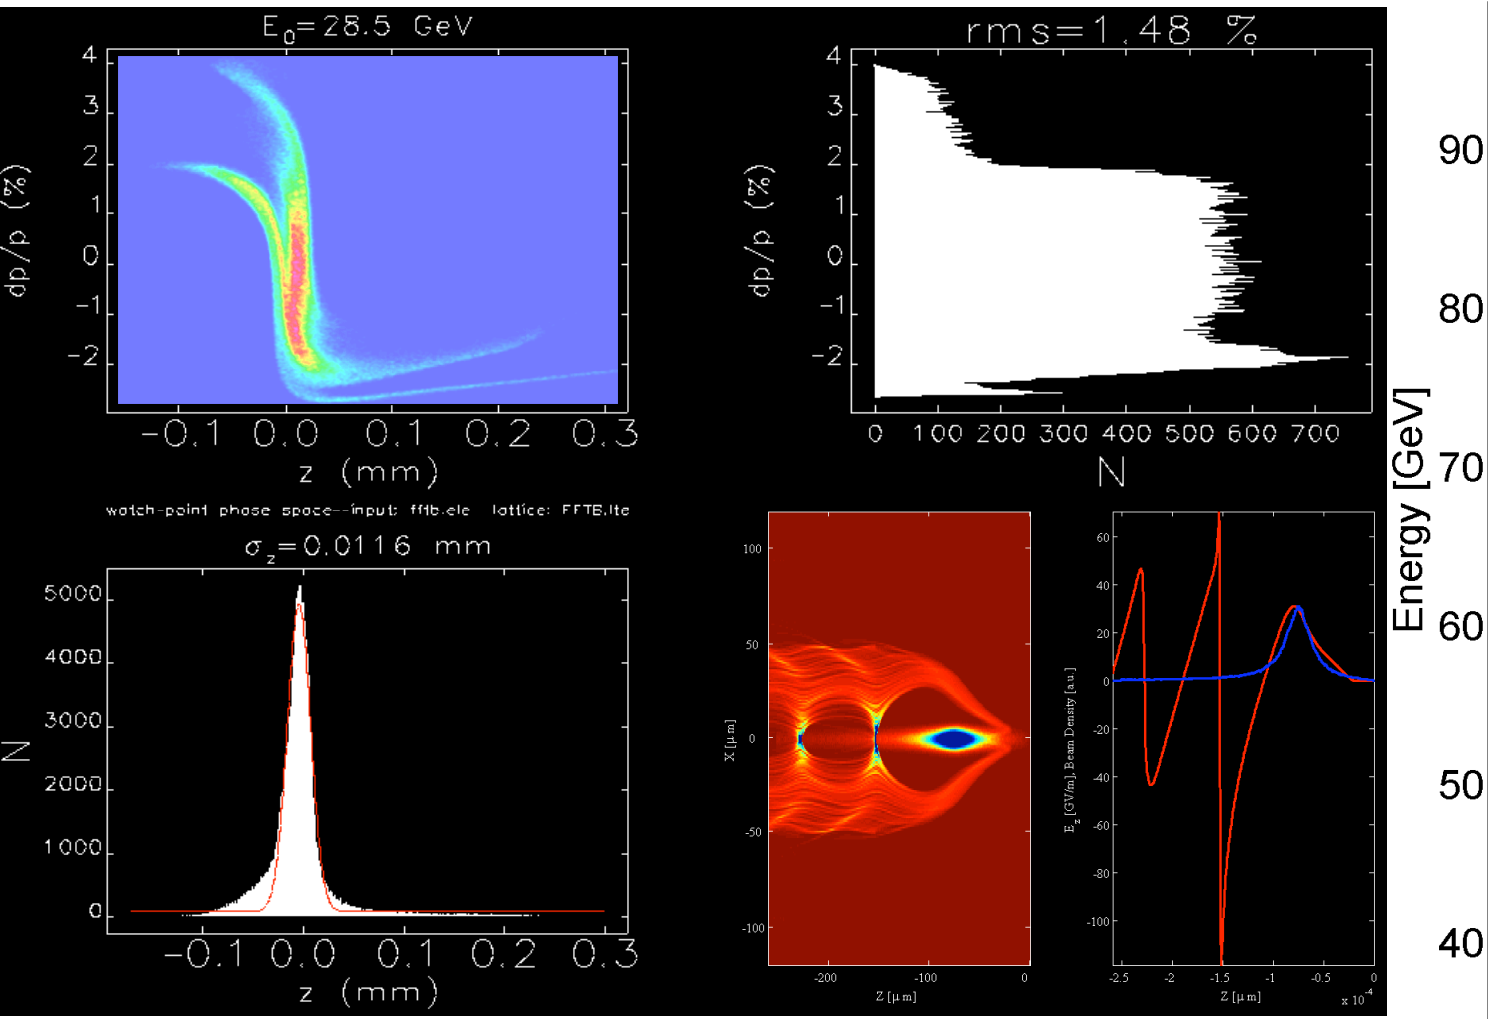 E0=28.5 GeV
4
3
2
1
0
-1
-2
dp/p (%)
-0.1 0.0 0.1 0.2 0.3
z (mm)
rms=1.48 %
4
3
2
1
0
-1
-2
dp/p (%)
0 100 200 300 400 500 600 700
N
watch-point phase space--input: fftb.ele lattice: FFTB.lte
σz=0.0116 mm
5000
4000
3000
2000
1000
0
N
-0.1 0.0 0.1 0.2 0.3
z (mm)
100
50
0
-50
-100
X [μm]
-200 -100 0
Z [μm]
60
40
20
0
-20
-40
-60
-80
-100
Ez [GV/m], Beam Density [a.u.]
-2.5 -2 -1.5 -1 -0.5 0
Z [μm]
x 10-4
90
80
70
60
50
40
Energy [GeV]